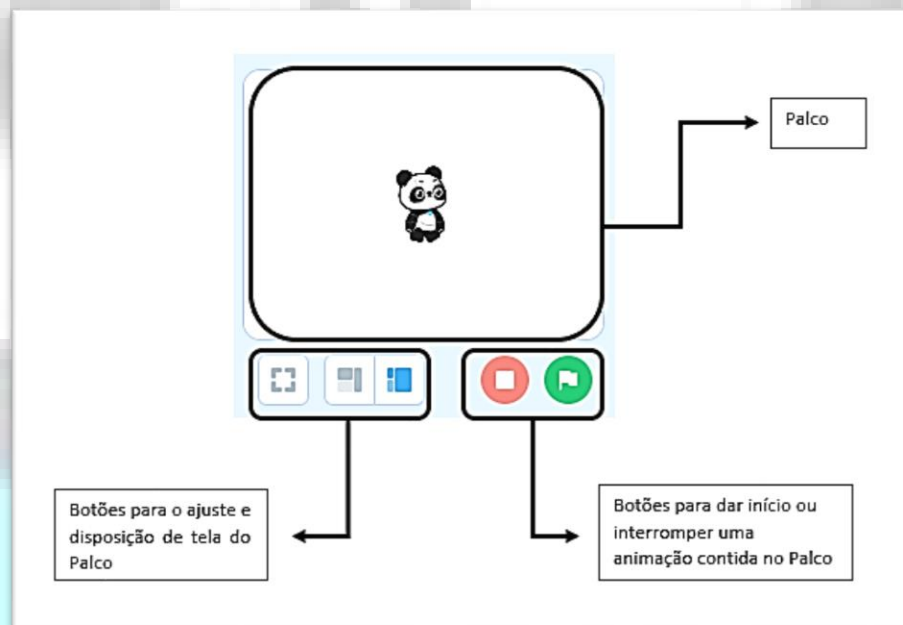 Palco
Botões para o ajuste e
disposição de tela do
Palco
Botões para dar início ou
interromper uma
animação contida no Palco